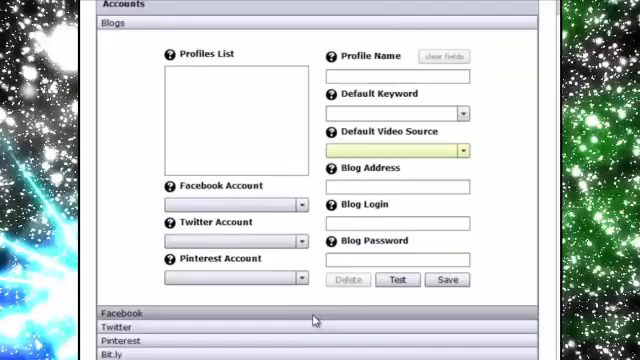 Accounts
Blogs
Profiles List
Profile Name
clear fields
Default Keyword
Default Video Source
Blog Address
Facebook Account
Blog Login
Twitter Account
Blog Password
Pinterest Account
Delete
Test
Save
Facebook
Twitter
Pinterest
Bit.ly